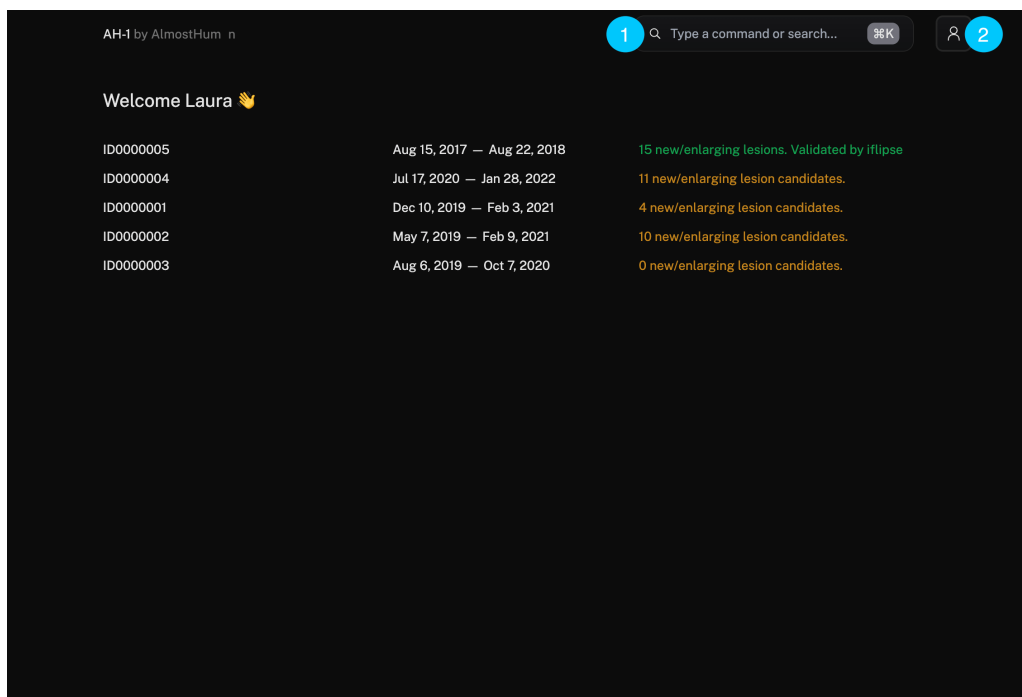 AH-1 by AlmostHum n
1 Type a command or search... ⌘K 2
Welcome Laura 👋
ID0000005 Aug 15, 2017 — Aug 22, 2018 15 new/enlarging lesions. Validated by iflipse
ID0000004 Jul 17, 2020 — Jan 28, 2022 11 new/enlarging lesion candidates.
ID0000001 Dec 10, 2019 — Feb 3, 2021 4 new/enlarging lesion candidates.
ID0000002 May 7, 2019 — Feb 9, 2021 10 new/enlarging lesion candidates.
ID0000003 Aug 6, 2019 — Oct 7, 2020 0 new/enlarging lesion candidates.